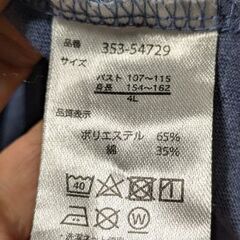 品番 353-54729
サイズ
バスト 107~115
身長 154~162
4L
品質表示
ポリエステル 65%
綿 35%
40
W